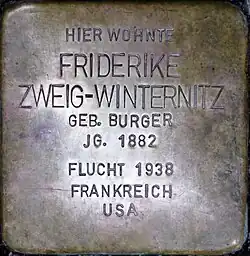 HIER WOHNTE
FRIDERIKE
ZWEIG-WINTERNITZ
GEB. BURGER
JG. 1882
FLUCHT 1938
FRANKREICH
USA